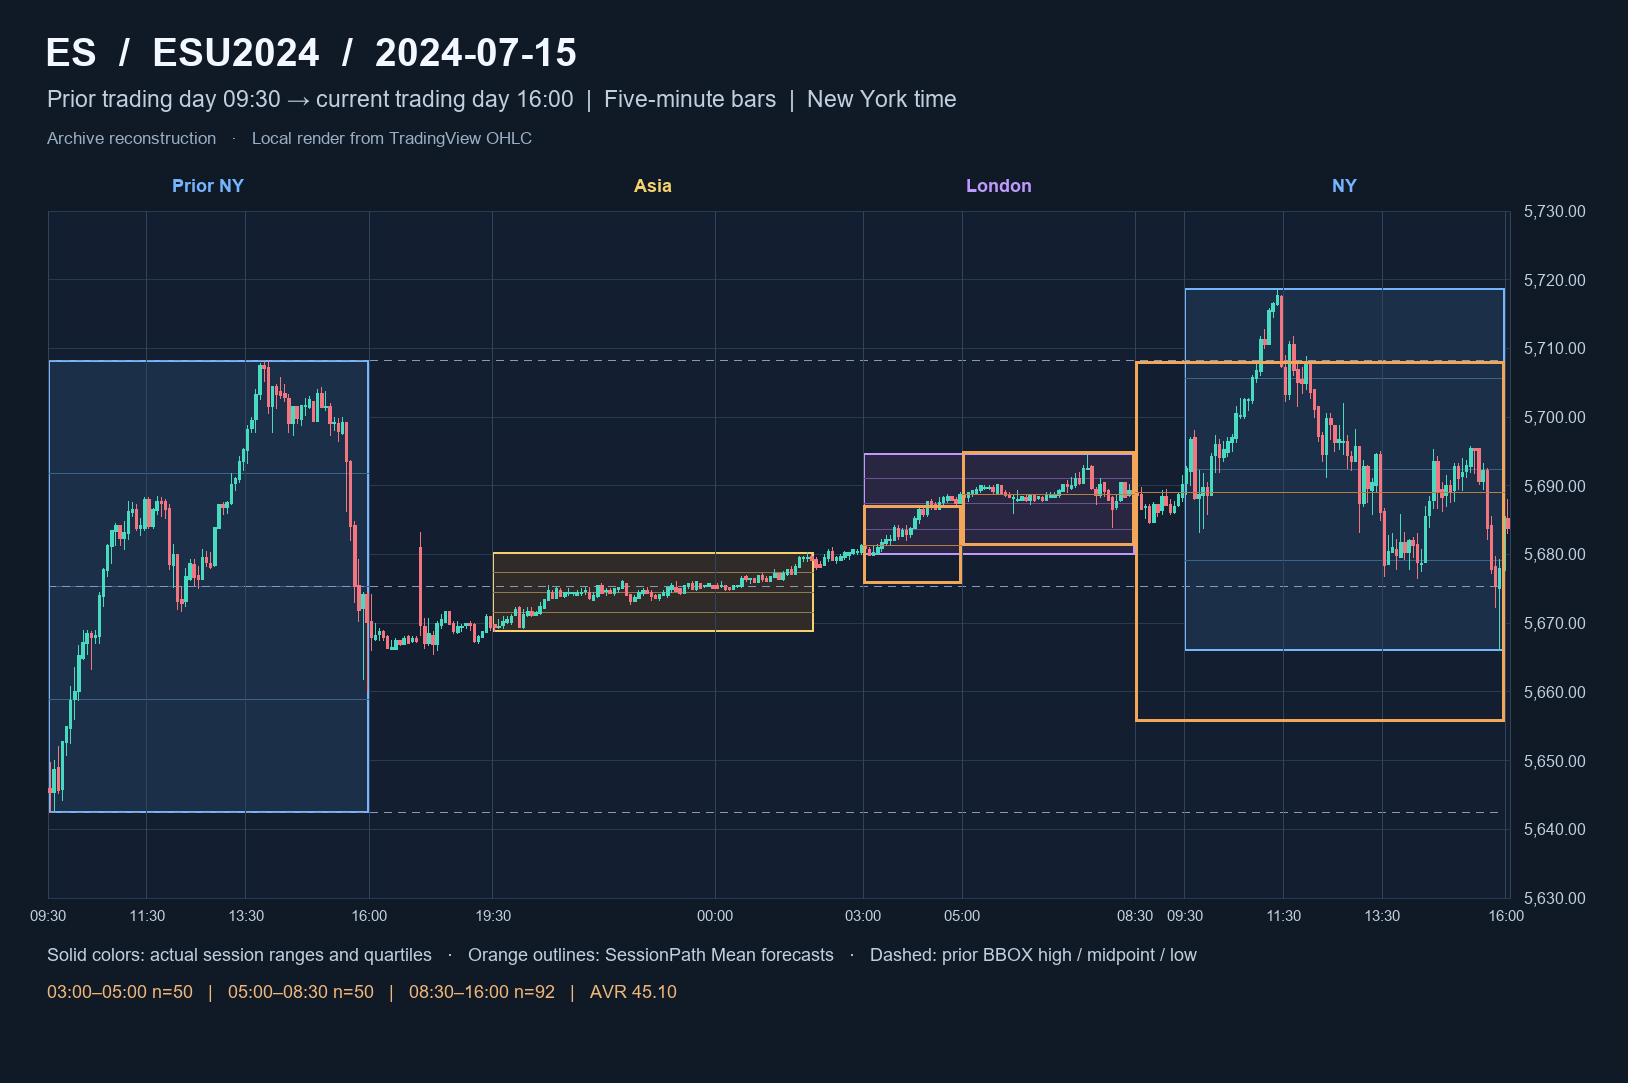 ES / ESU2024 / 2024-07-15
Prior trading day 09:30 → current trading day 16:00 | Five-minute bars | New York time
Archive reconstruction · Local render from TradingView OHLC
Prior NY Asia London NY
5,730.00
5,720.00
5,710.00
5,700.00
5,690.00
5,680.00
5,670.00
5,660.00
5,650.00
5,640.00
5,630.00
09:30 11:30 13:30 16:00 19:30 00:00 03:00 05:00 08:30 09:30 11:30 13:30 16:00
Solid colors: actual session ranges and quartiles · Orange outlines: SessionPath Mean forecasts · Dashed: prior BBOX high / midpoint / low
03:00–05:00 n=50 | 05:00–08:30 n=50 | 08:30–16:00 n=92 | AVR 45.10